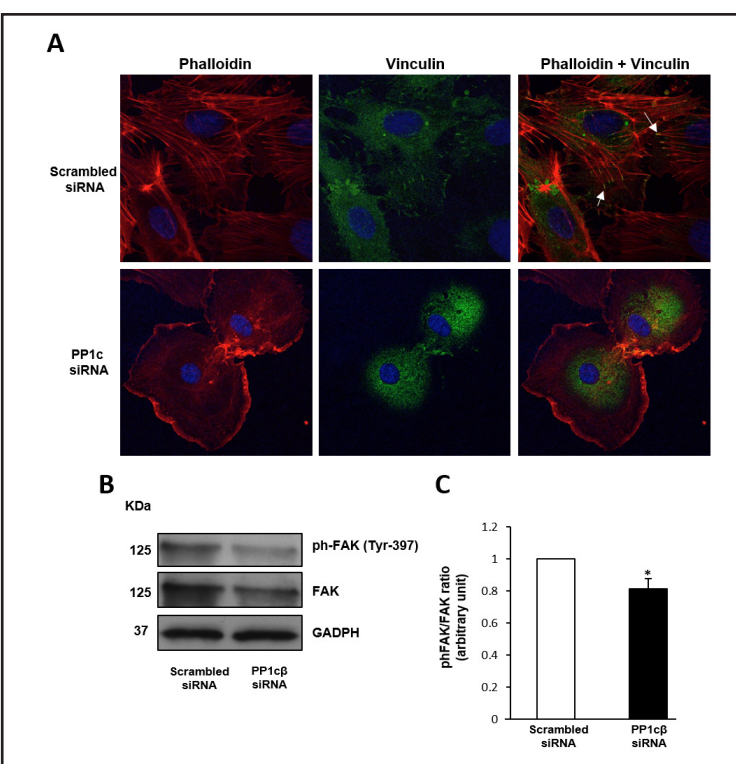 A
Phalloidin
Vinculin
Phalloidin + Vinculin
Scrambled
siRNA
PP1c
siRNA
B
KDa
125
ph-FAK (Tyr-397)
125
FAK
37
GADPH
Scrambled
siRNA
PP1cβ
siRNA
C
phFAK/FAK ratio
(arbitrary unit)
1.2
1
0.8
0.6
0.4
0.2
0
*
Scrambled
siRNA
PP1cβ
siRNA